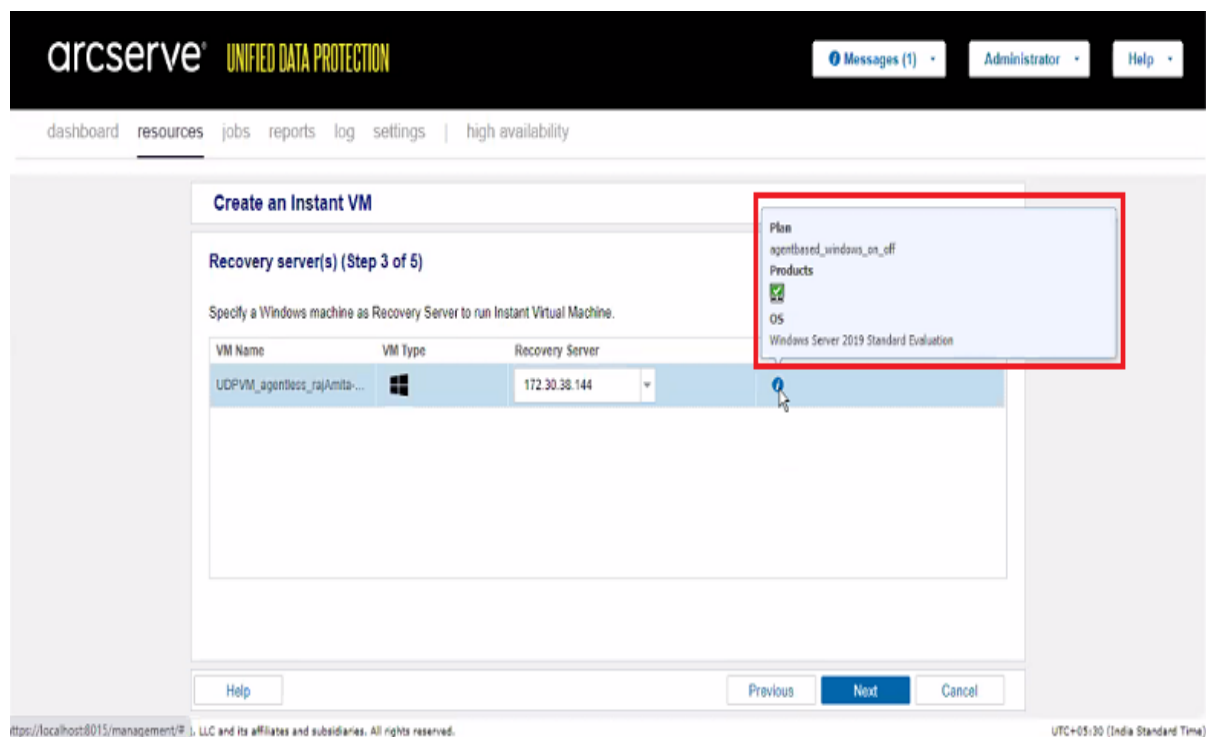 arcserve® UNIFIED DATA PROTECTION
Messages (1)
Administrator
Help
dashboard resources jobs reports log settings | high availability
Create an Instant VM
Plan
agentbased_windows_on_off
Products
OS
Windows Server 2019 Standard Evaluation
Recovery server(s) (Step 3 of 5)
Specify a Windows machine as Recovery Server to run Instant Virtual Machine.
VM Name VM Type Recovery Server
UDPVM_agentless_rajAmita-... 172.30.38.144
Help
Previous Next Cancel
ttps://localhost:8015/management/# ), LLC and its affiliates and subsidiaries. All rights reserved.
UTC+05:30 (India Standard Time)